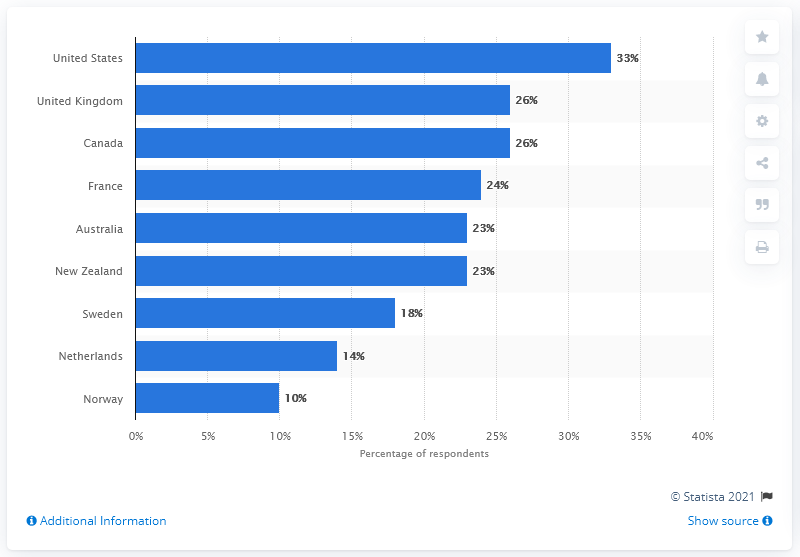 United States 33%
United Kingdom 26%
Canada 26%
France 24%
Australia 23%
New Zealand 23%
Sweden 18%
Netherlands 14%
Norway 10%
0% 5% 10% 15% 20% 25% 30% 35% 40%
Percentage of respondents
© Statista 2021
Additional Information Show source